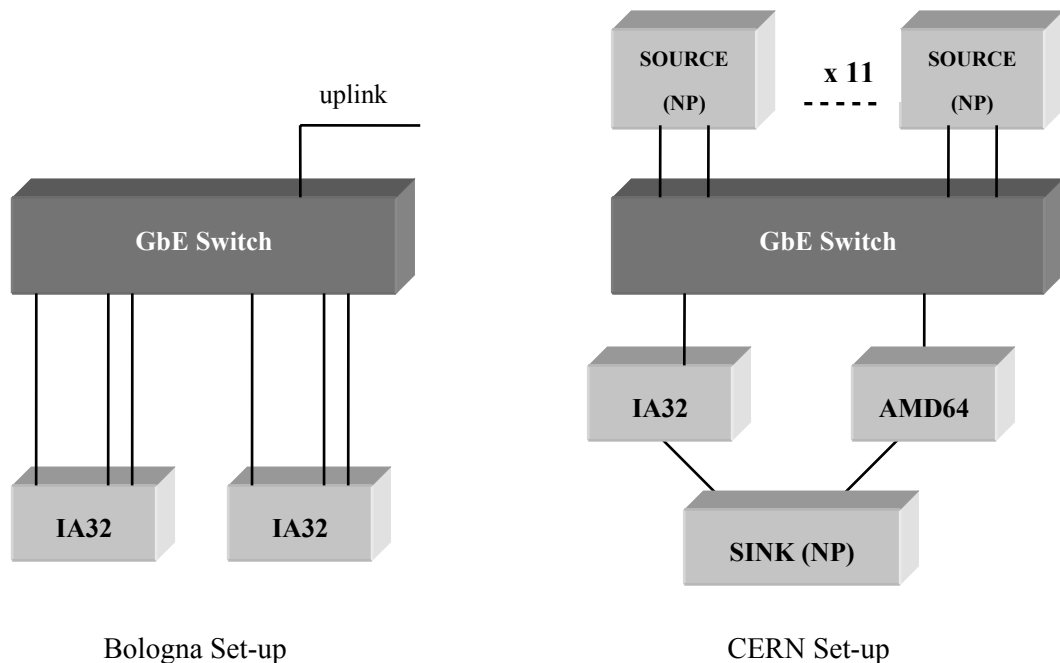 uplink
GbE Switch
IA32
IA32
Bologna Set-up
SOURCE
(NP)
x 11
SOURCE
(NP)
GbE Switch
IA32
AMD64
SINK (NP)
CERN Set-up